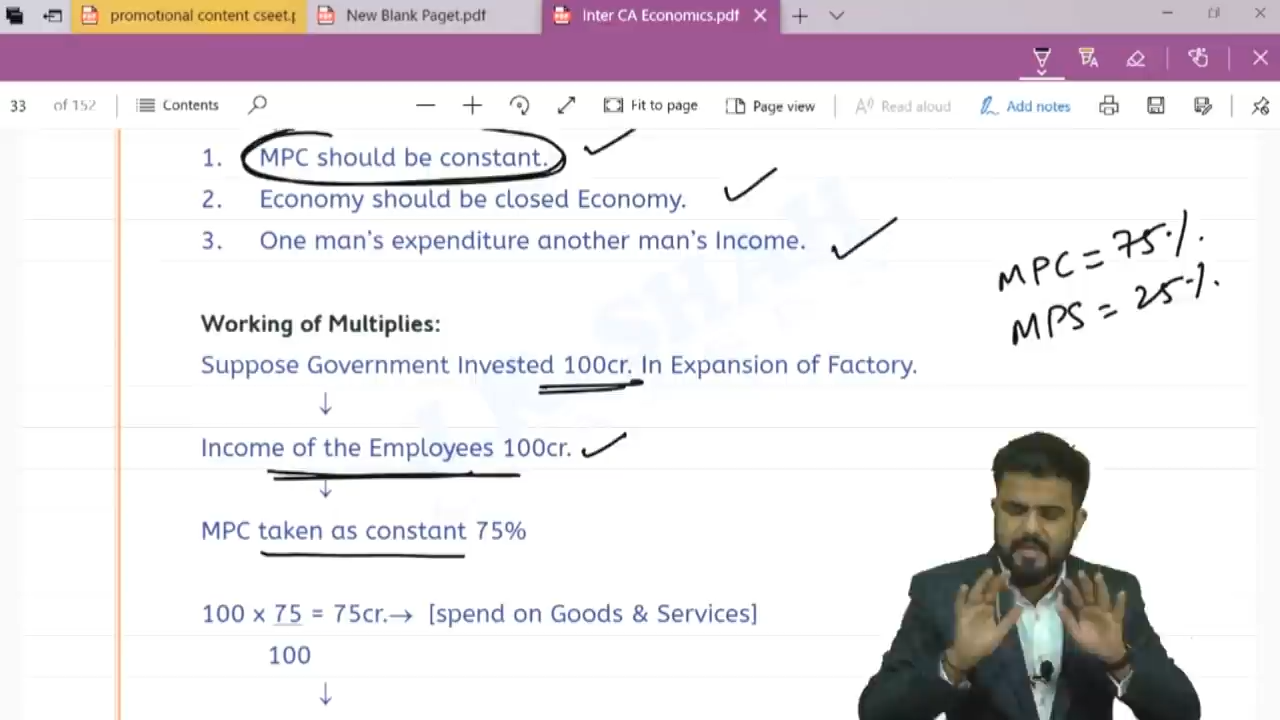 promotional content cseet.p
New Blank Paget.pdf
Inter CA Economics.pdf
33 of 152
Contents
Fit to page
Page view
Read aloud
Add notes
1. MPC should be constant.
2. Economy should be closed Economy.
3. One man's expenditure another man's Income.
MPC = 75%.
MPS = 25%.
Working of Multiplies:
Suppose Government Invested 100cr. In Expansion of Factory.
↓
Income of the Employees 100cr.
↓
MPC taken as constant 75%
100 × 75 = 75cr.→ [spend on Goods & Services]
100
↓